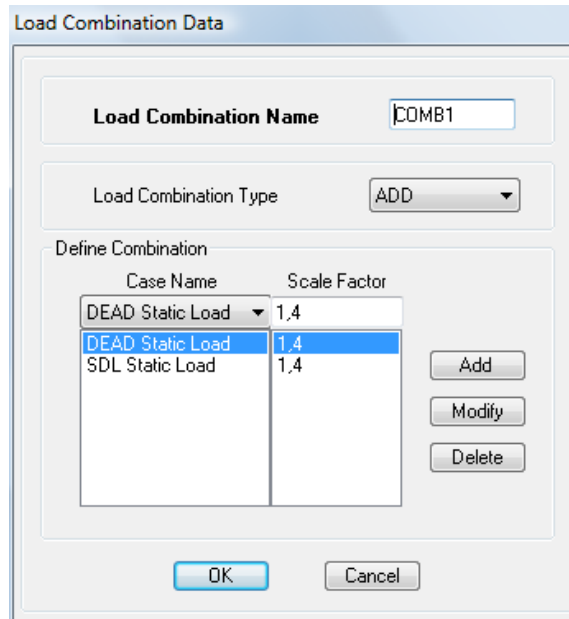 Load Combination Data
Load Combination Name COMB1
Load Combination Type ADD
Define Combination
Case Name Scale Factor
DEAD Static Load 1,4
DEAD Static Load 1,4
SDL Static Load 1,4
Add
Modify
Delete
OK Cancel